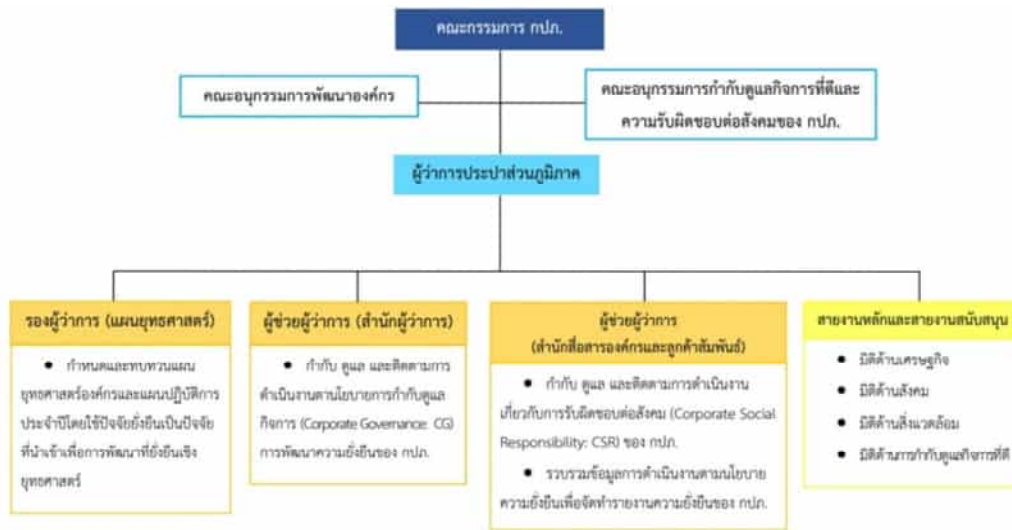 คณะกรรมการ กปภ.
คณะอนุกรรมการพัฒนาองค์กร
คณะอนุกรรมการกำกับดูแลกิจการที่ดีและ
ความรับผิดชอบต่อสังคมของ กปภ.
ผู้ว่าการประปาส่วนภูมิภาค
รองผู้ว่าการ (แผนยุทธศาสตร์)
● กำหนดและทบทวนแผน
ยุทธศาสตร์องค์กรและแผนปฏิบัติการ
ประจำปีโดยใช้ปัจจัยยั่งยืนเป็นปัจจัย
ที่นำเข้าเพื่อการพัฒนาที่ยั่งยืนเชิง
ยุทธศาสตร์
ผู้ช่วยผู้ว่าการ (สำนักผู้ว่าการ)
● กำกับ ดูแล และติดตามการ
ดำเนินงานตามนโยบายการกำกับดูแล
กิจการ (Corporate Governance: CG)
การพัฒนาความยั่งยืนของ กปภ.
ผู้ช่วยผู้ว่าการ
(สำนักสื่อสารองค์กรและลูกค้าสัมพันธ์)
● กำกับ ดูแล และติดตามการดำเนินงาน
เกี่ยวกับการรับผิดชอบต่อสังคม (Corporate Social
Responsibility: CSR) ของ กปภ.
● รวบรวมข้อมูลการดำเนินงานตามนโยบาย
ความยั่งยืนเพื่อจัดทำรายงานความยั่งยืนของ กปภ.
สายงานหลักและสายงานสนับสนุน
● มิติด้านเศรษฐกิจ
● มิติด้านสังคม
● มิติด้านสิ่งแวดล้อม
● มิติด้านการกำกับดูแลกิจการที่ดี